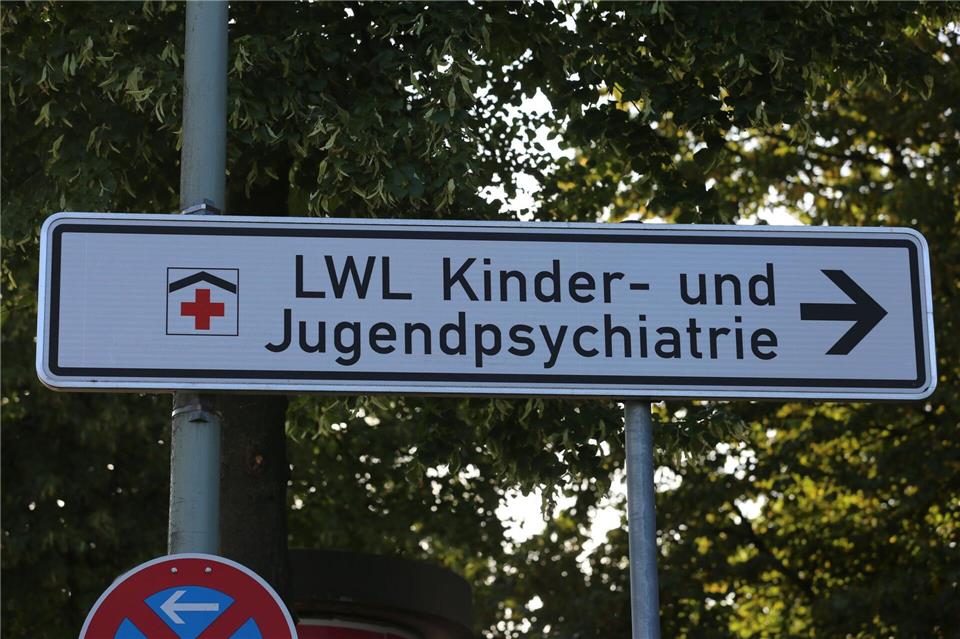 LWL Kinder- und
Jugendpsychiatrie